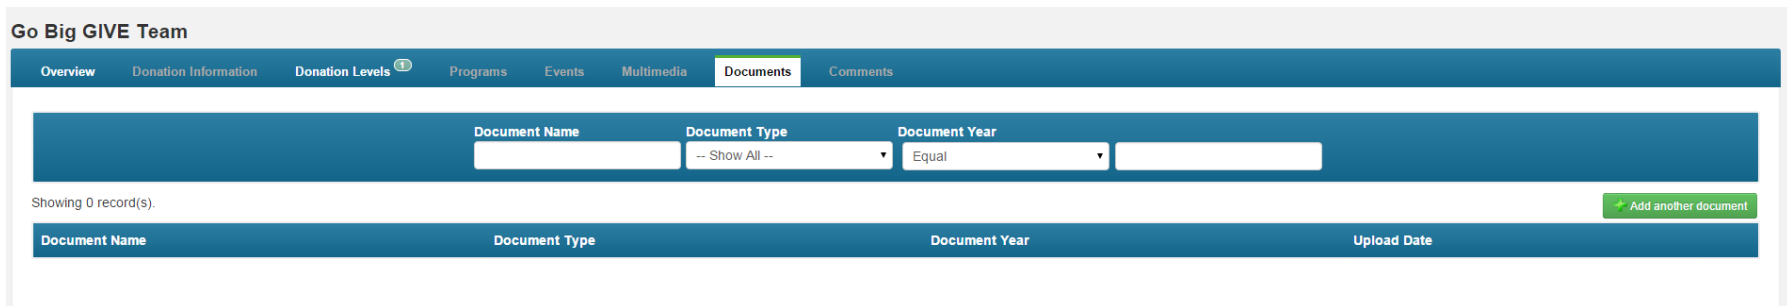 Go Big GIVE Team
Overview Donation Information Donation Levels 1 Programs Events Multimedia Documents Comments
Document Name Document Type Document Year
-- Show All -- Equal
Showing 0 record(s).
Add another document
Document Name Document Type Document Year Upload Date